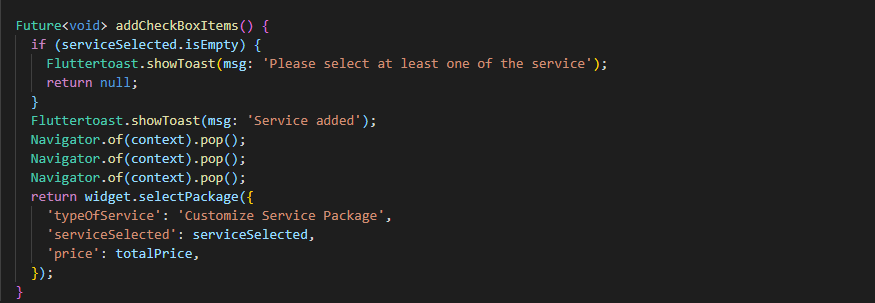 Future<void> addCheckBoxItems() {
  if (serviceSelected.isEmpty) {
    Fluttertoast.showToast(msg: 'Please select at least one of the service');
    return null;
  }
  Fluttertoast.showToast(msg: 'Service added');
  Navigator.of(context).pop();
  Navigator.of(context).pop();
  Navigator.of(context).pop();
  return widget.selectPackage({
    'typeOfService': 'Customize Service Package',
    'serviceSelected': serviceSelected,
    'price': totalPrice,
  });
}